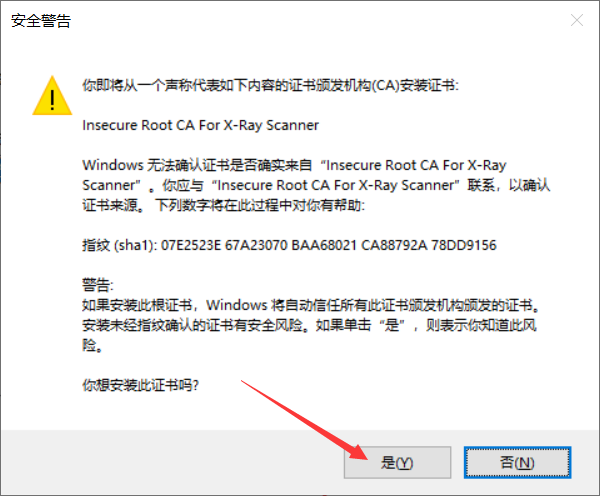 安全警告
你即将从一个声称代表如下内容的证书颁发机构(CA)安装证书:
Insecure Root CA For X-Ray Scanner
Windows 无法确认证书是否确实来自“Insecure Root CA For X-Ray
Scanner”。你应与“Insecure Root CA For X-Ray Scanner”联系，以确认
证书来源。 下列数字将在此过程中对你有帮助:
指纹 (sha1): 07E2523E 67A23070 BAA68021 CA88792A 78DD9156
警告:
如果安装此根证书，Windows 将自动信任所有此证书颁发机构颁发的证书。
安装未经指纹确认的证书有安全风险。如果单击“是”，则表示你知道此风
险。
你想安装此证书吗?
是(Y)
否(N)